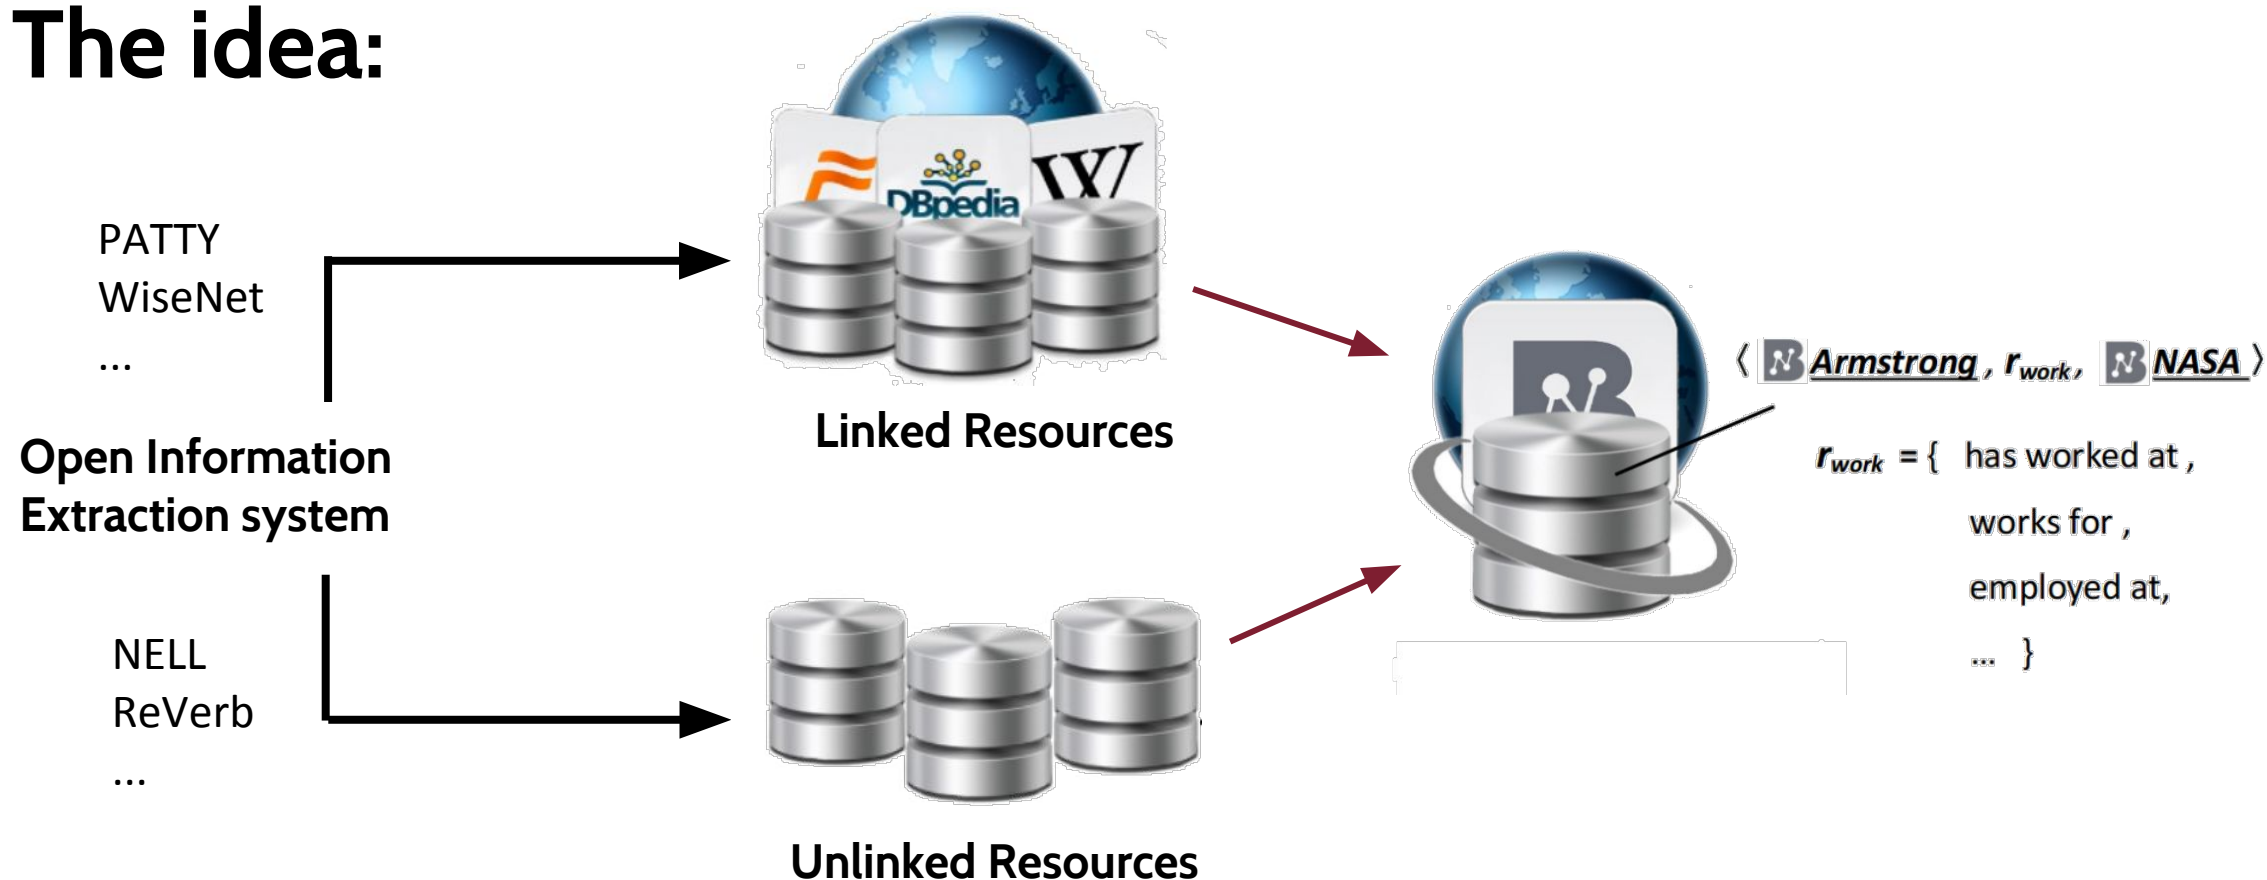 The idea:
PATTY
WiseNet
...
Open Information
Extraction system
NELL
ReVerb
...
DBpedia
W
Linked Resources
Unlinked Resources
⟨ B Armstrong , r_work, B NASA ⟩
r_work = { has worked at ,
works for ,
employed at,
... }